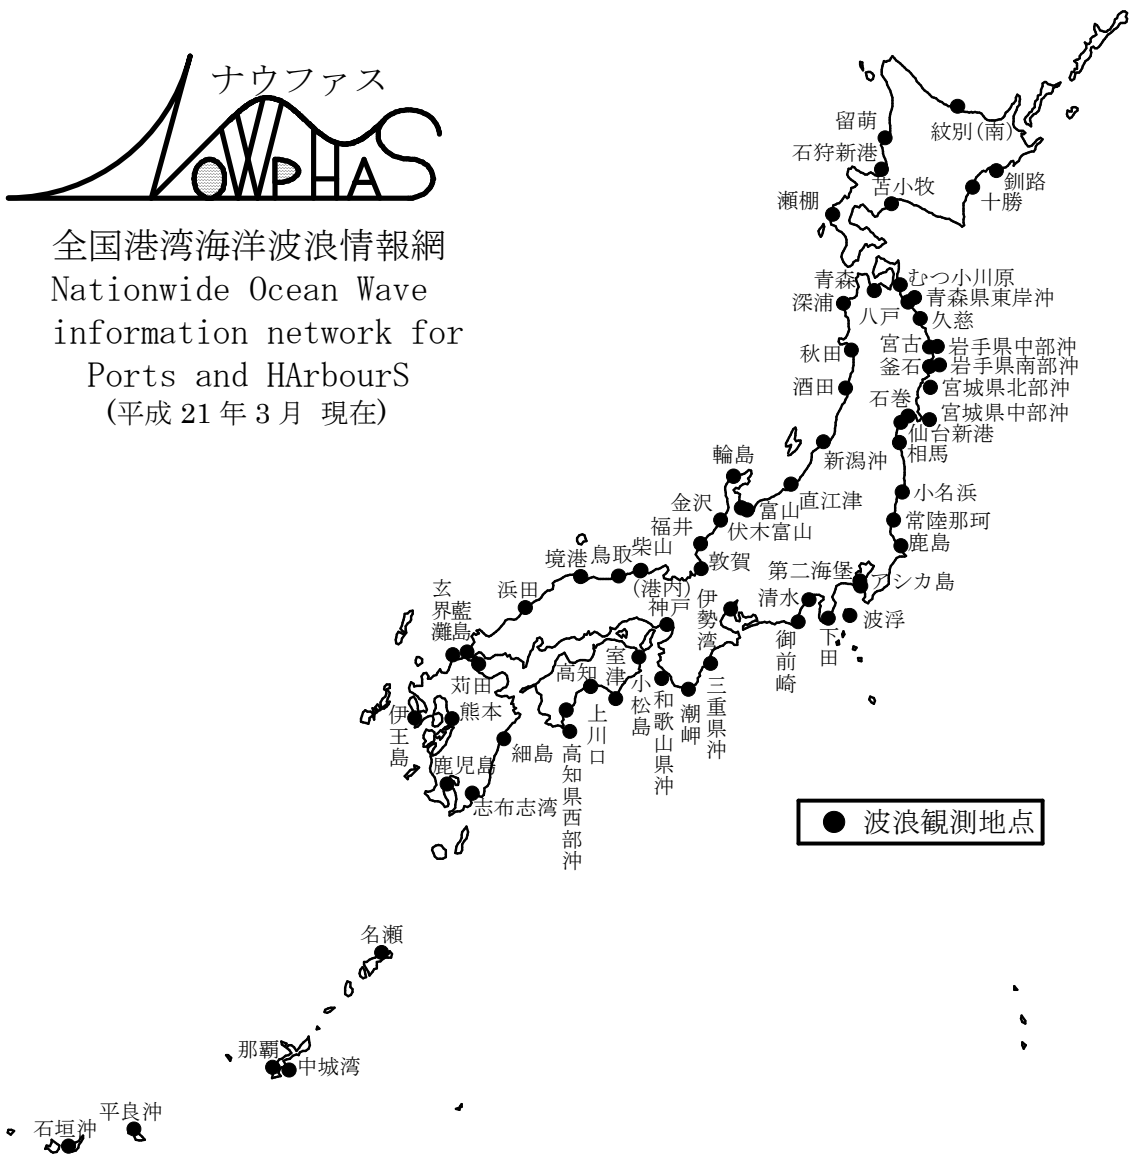 ナウファス
NOWPHAS
全国港湾海洋波浪情報網
Nationwide Ocean Wave
information network for
Ports and HArbourS
(平成 21 年 3 月 現在)
紋別(南)
留萌
石狩新港
釧路
苫小牧
十勝
瀬棚
青森
むつ小川原
深浦
八戸
青森県東岸沖
久慈
秋田
宮古
岩手県中部沖
釜石
岩手県南部沖
酒田
石巻
宮城県北部沖
宮城県中部沖
仙台新港
相馬
新潟沖
輪島
直江津
小名浜
金沢
富山
伏木富山
常陸那珂
福井
鹿島
境港
鳥取
柴山
(港内)
敦賀
第二海堡
アシカ島
玄界灘
藍島
浜田
神戸
伊勢湾
清水
波浮
下田
御前崎
苅田
高知
室津
小松島
和歌山県沖
潮岬
三重県沖
伊王島
熊本
細島
上川口
高知県西部沖
鹿児島
志布志湾
波浪観測地点
名瀬
那覇
中城湾
平良沖
石垣沖